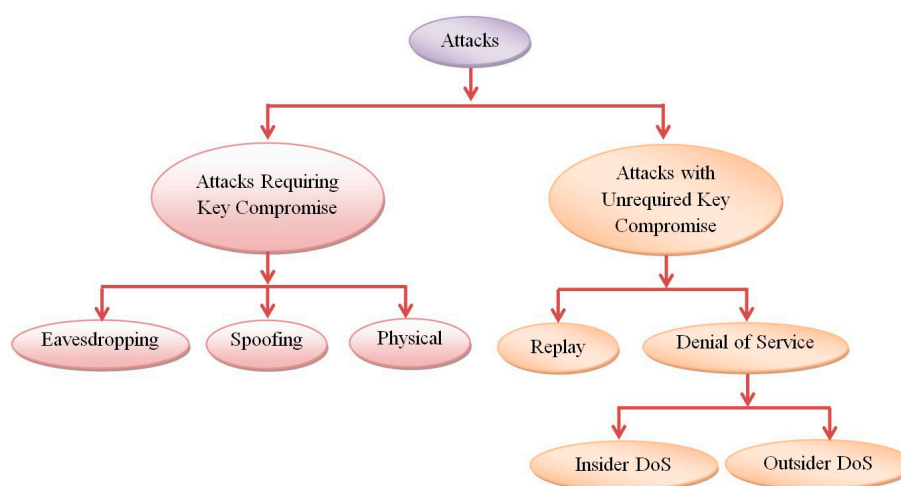 Attacks
Attacks Requiring
Key Compromise
Attacks with
Unrequired Key
Compromise
Eavesdropping
Spoofing
Physical
Replay
Denial of Service
Insider DoS
Outsider DoS